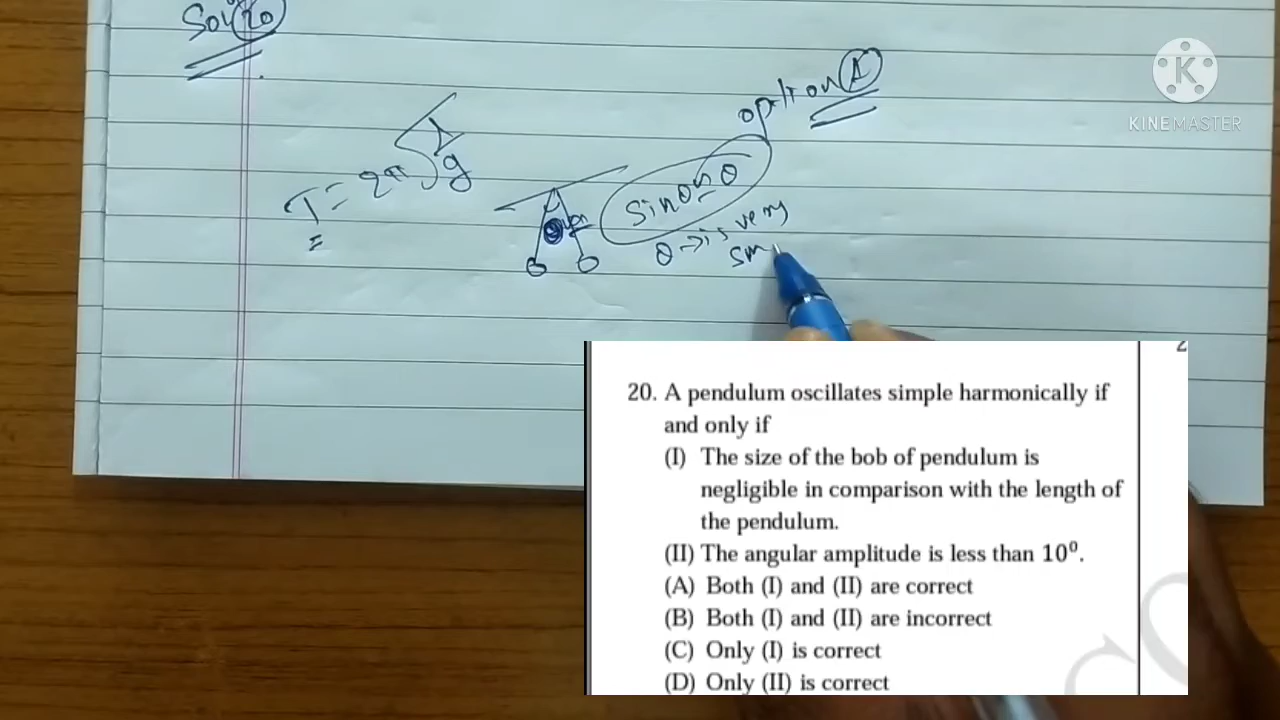 Sol 20
option A
T = 2π √l/g
sinθ ≃ θ
θ → is very
sm
KINEMASTER
20. A pendulum oscillates simple harmonically if
and only if
(I) The size of the bob of pendulum is
negligible in comparison with the length of
the pendulum.
(II) The angular amplitude is less than 10⁰.
(A) Both (I) and (II) are correct
(B) Both (I) and (II) are incorrect
(C) Only (I) is correct
(D) Only (II) is correct